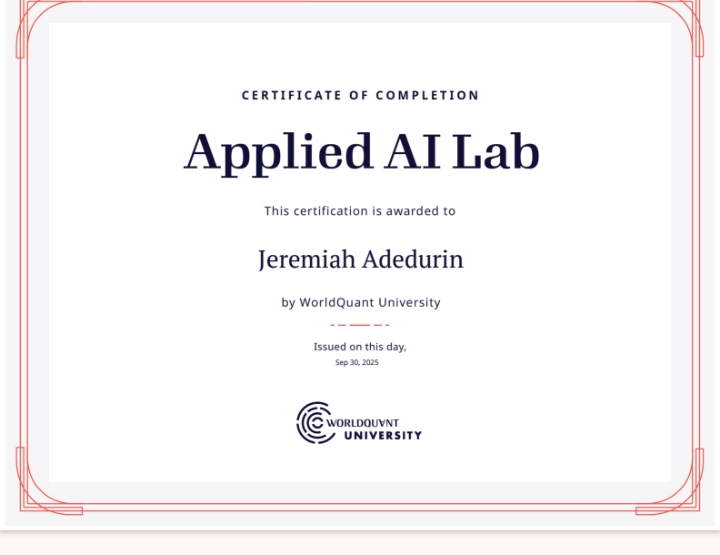 CERTIFICATE OF COMPLETION
Applied AI Lab
This certification is awarded to
Jeremiah Adedurin
by WorldQuant University
Issued on this day,
Sep 30, 2025
WORLDQUANT
UNIVERSITY